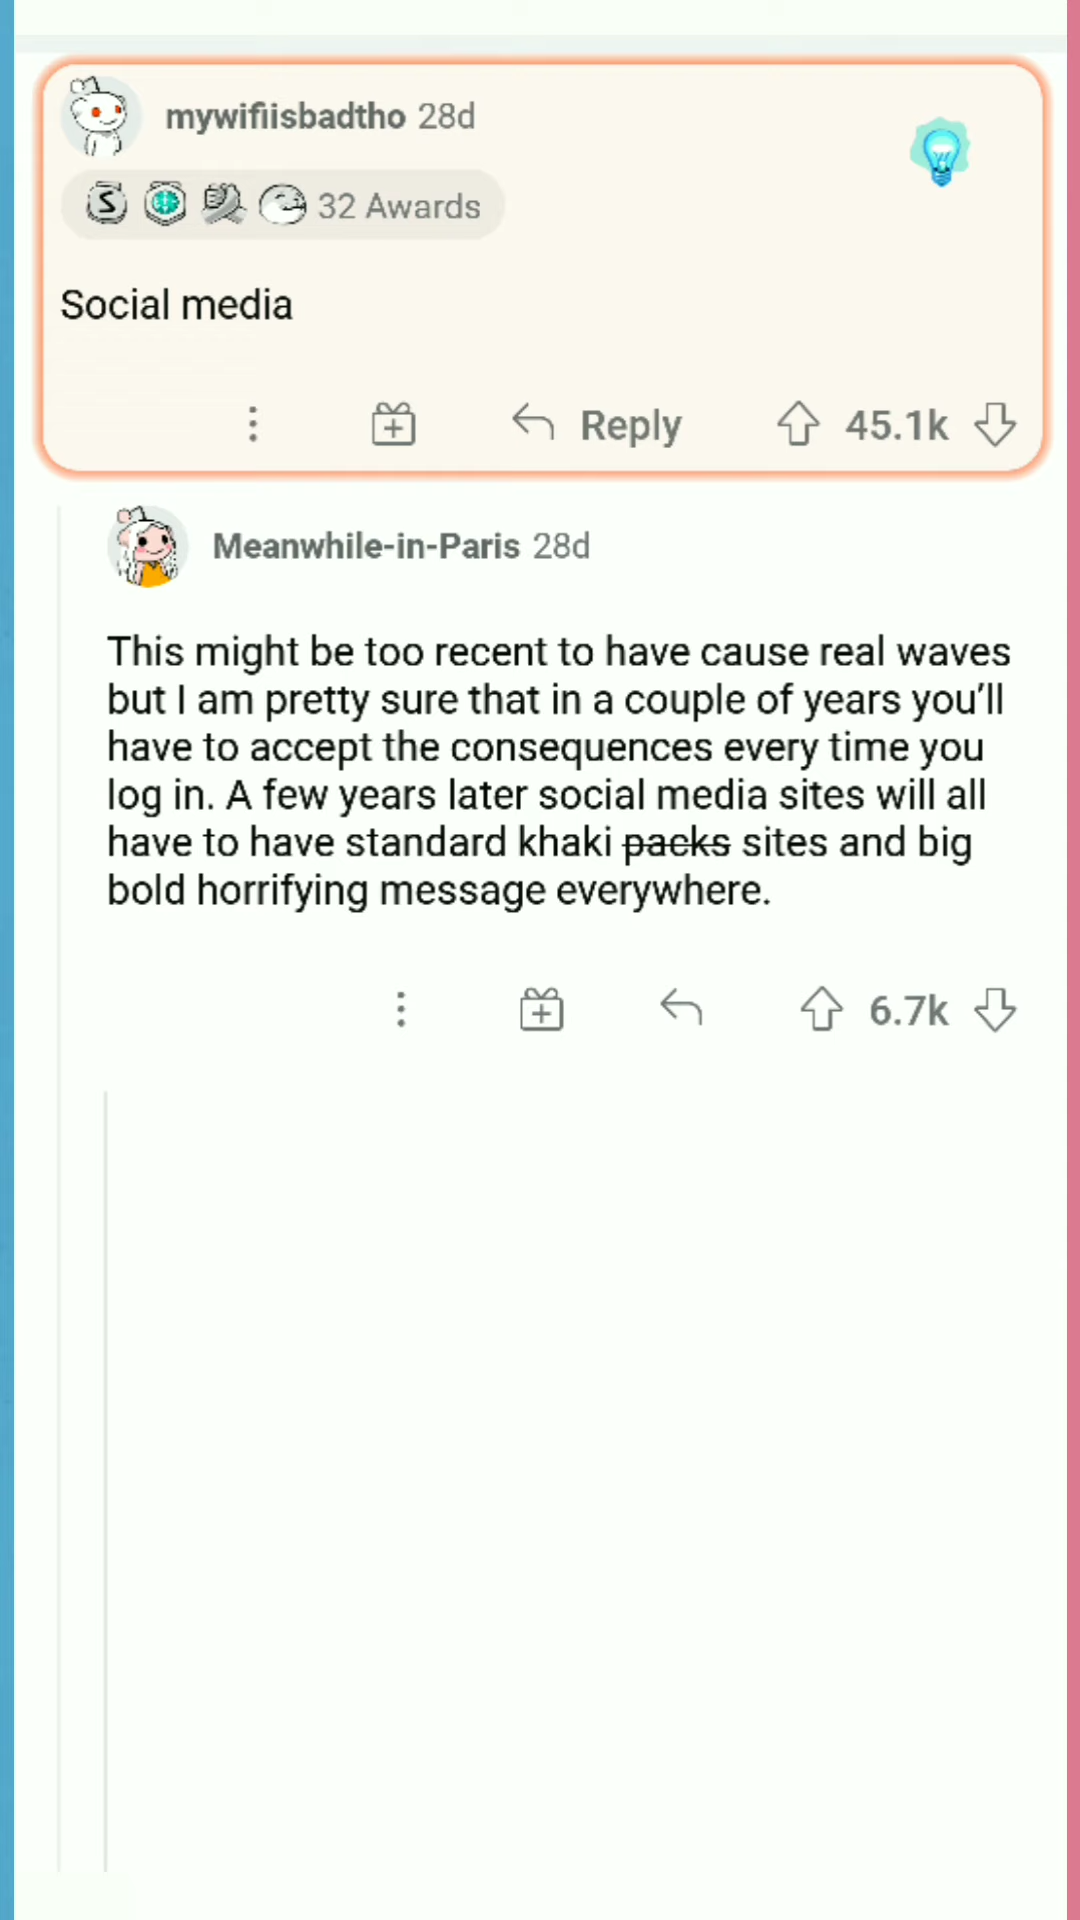 mywifiisbadtho 28d
S 32 Awards
Social media
Reply 45.1k
Meanwhile-in-Paris 28d
This might be too recent to have cause real waves
but I am pretty sure that in a couple of years you’ll
have to accept the consequences every time you
log in. A few years later social media sites will all
have to have standard khaki packs sites and big
bold horrifying message everywhere.
6.7k